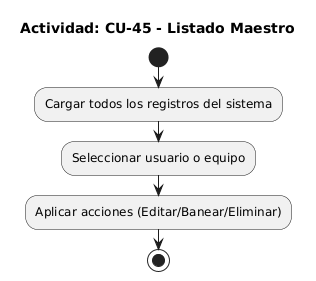 Actividad: CU-45 - Listado Maestro
Cargar todos los registros del sistema
Seleccionar usuario o equipo
Aplicar acciones (Editar/Banear/Eliminar)